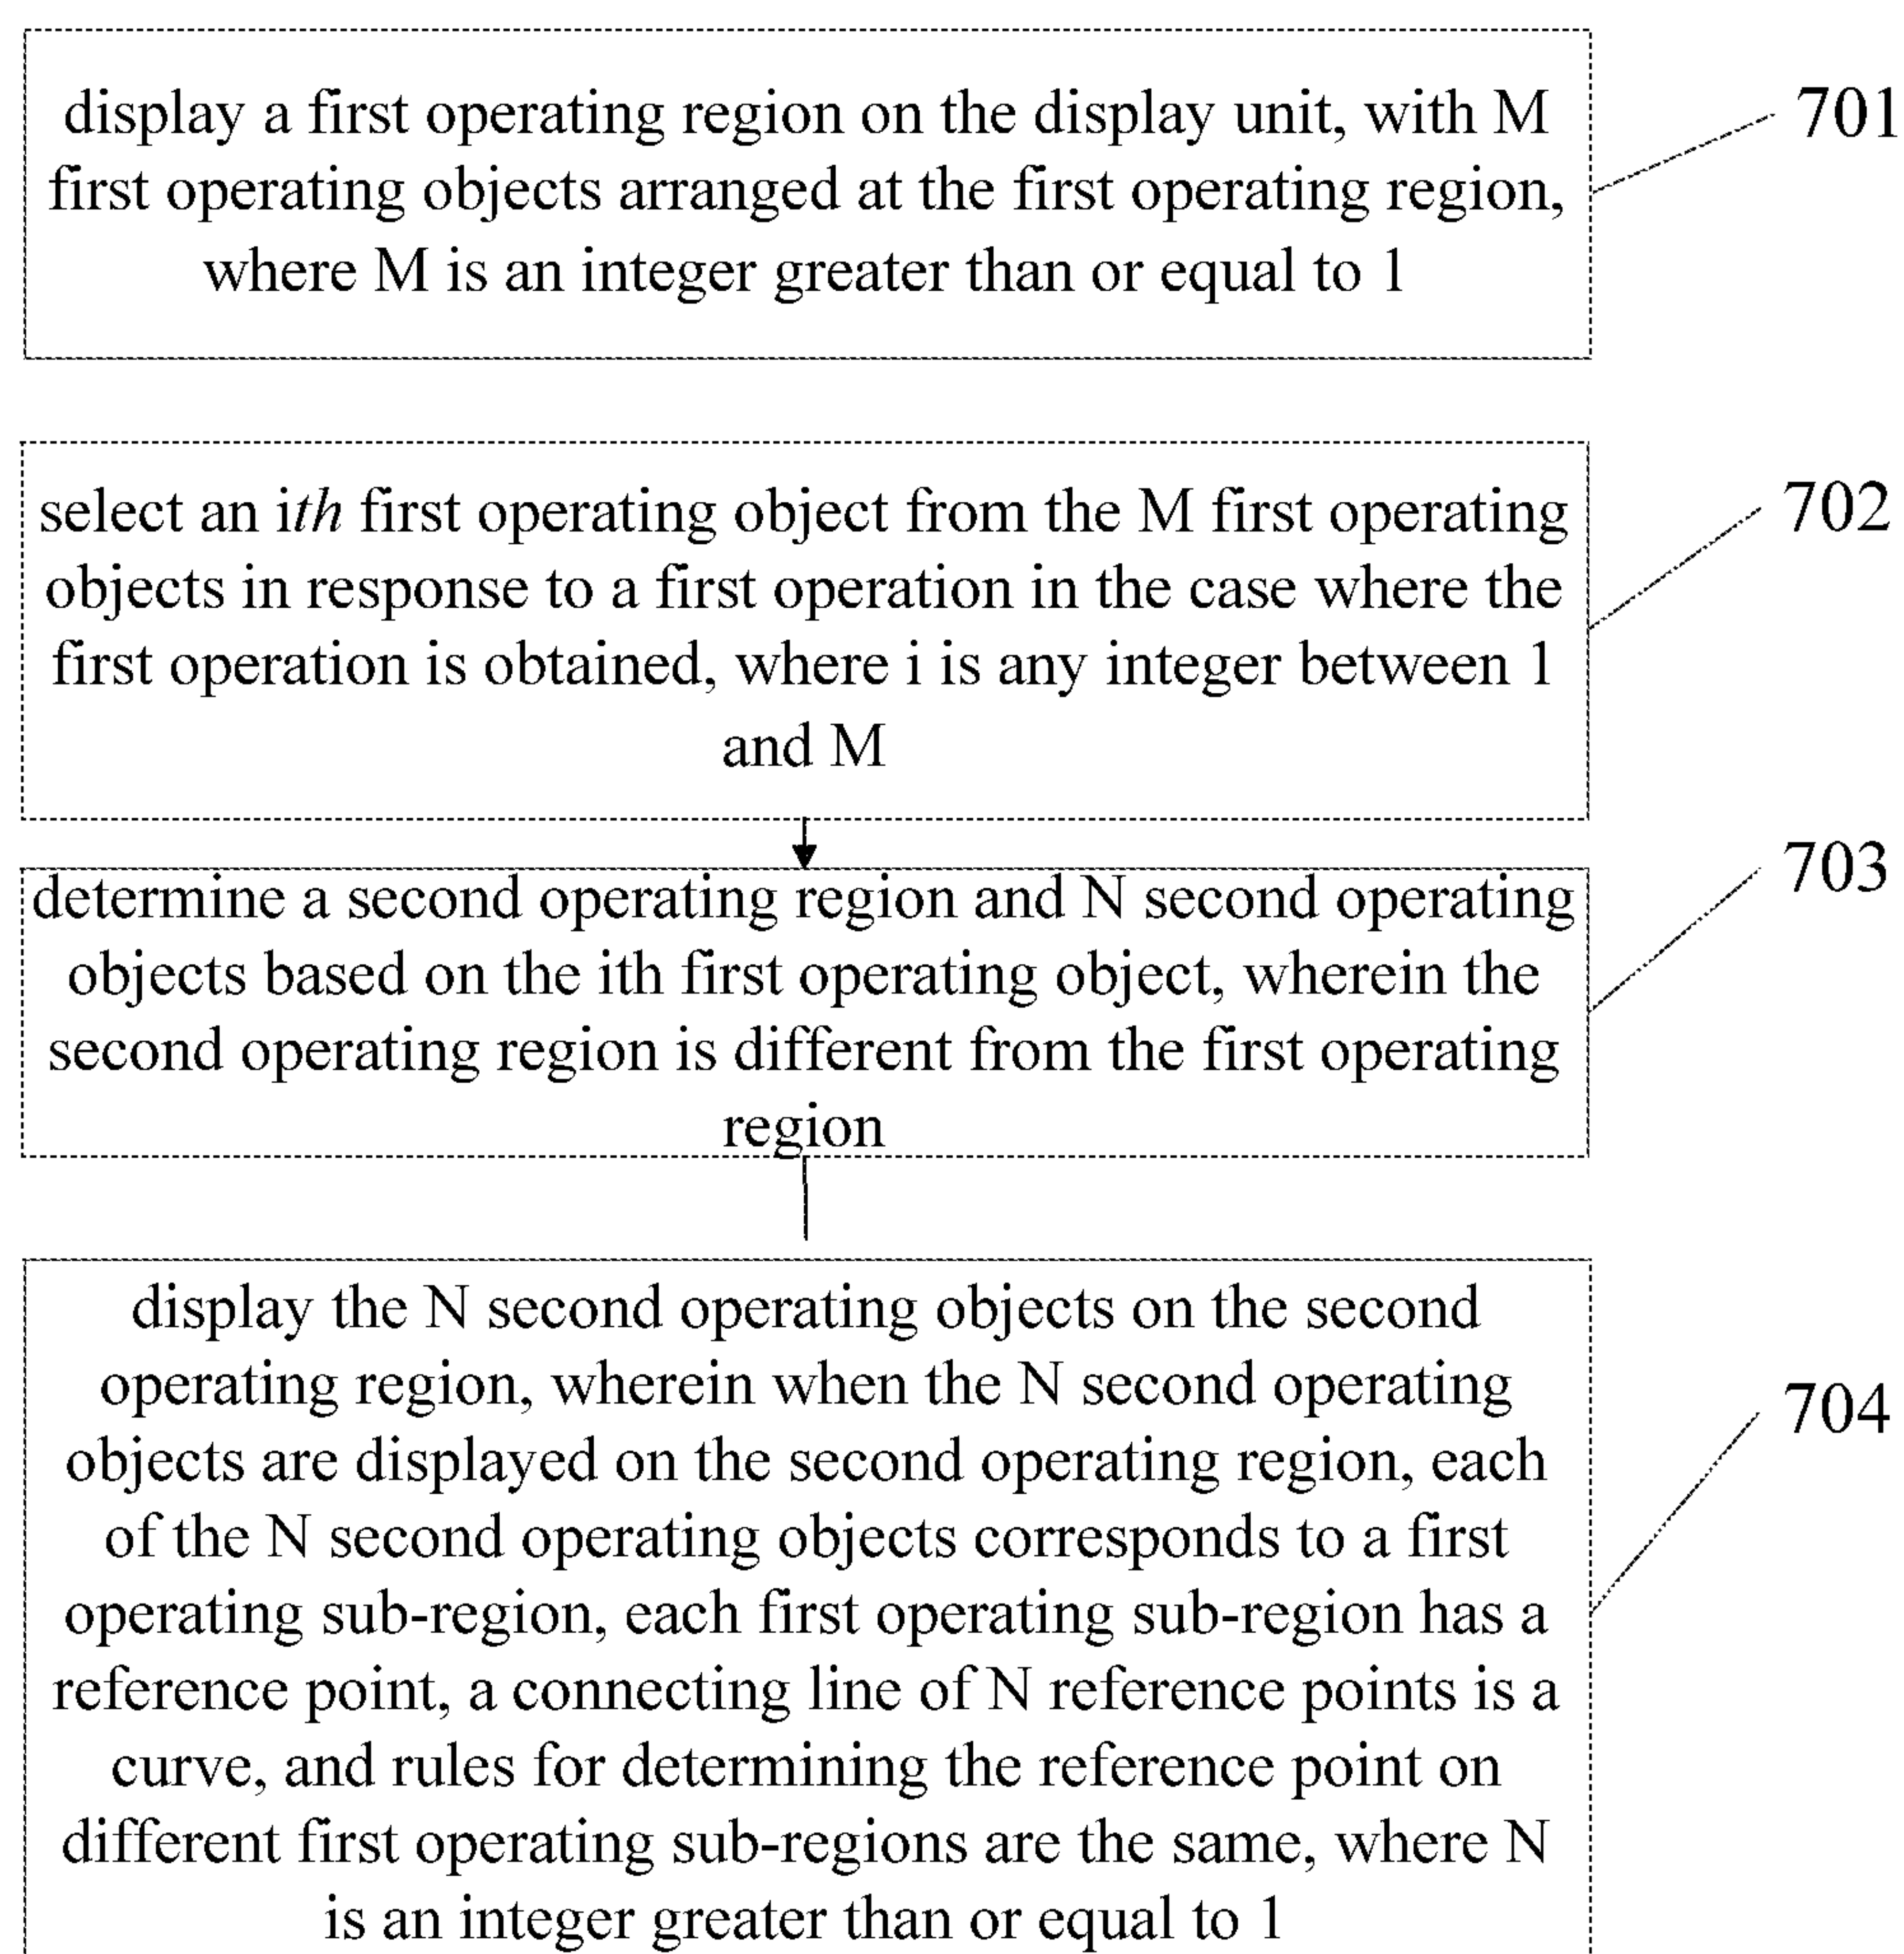 display a first operating region on the display unit, with M
first operating objects arranged at the first operating region,
where M is an integer greater than or equal to 1
701
select an ith first operating object from the M first operating
objects in response to a first operation in the case where the
first operation is obtained, where i is any integer between 1
and M
702
determine a second operating region and N second operating
objects based on the ith first operating object, wherein the
second operating region is different from the first operating
region
703
display the N second operating objects on the second
operating region, wherein when the N second operating
objects are displayed on the second operating region, each
of the N second operating objects corresponds to a first
operating sub-region, each first operating sub-region has a
reference point, a connecting line of N reference points is a
curve, and rules for determining the reference point on
different first operating sub-regions are the same, where N
is an integer greater than or equal to 1
704